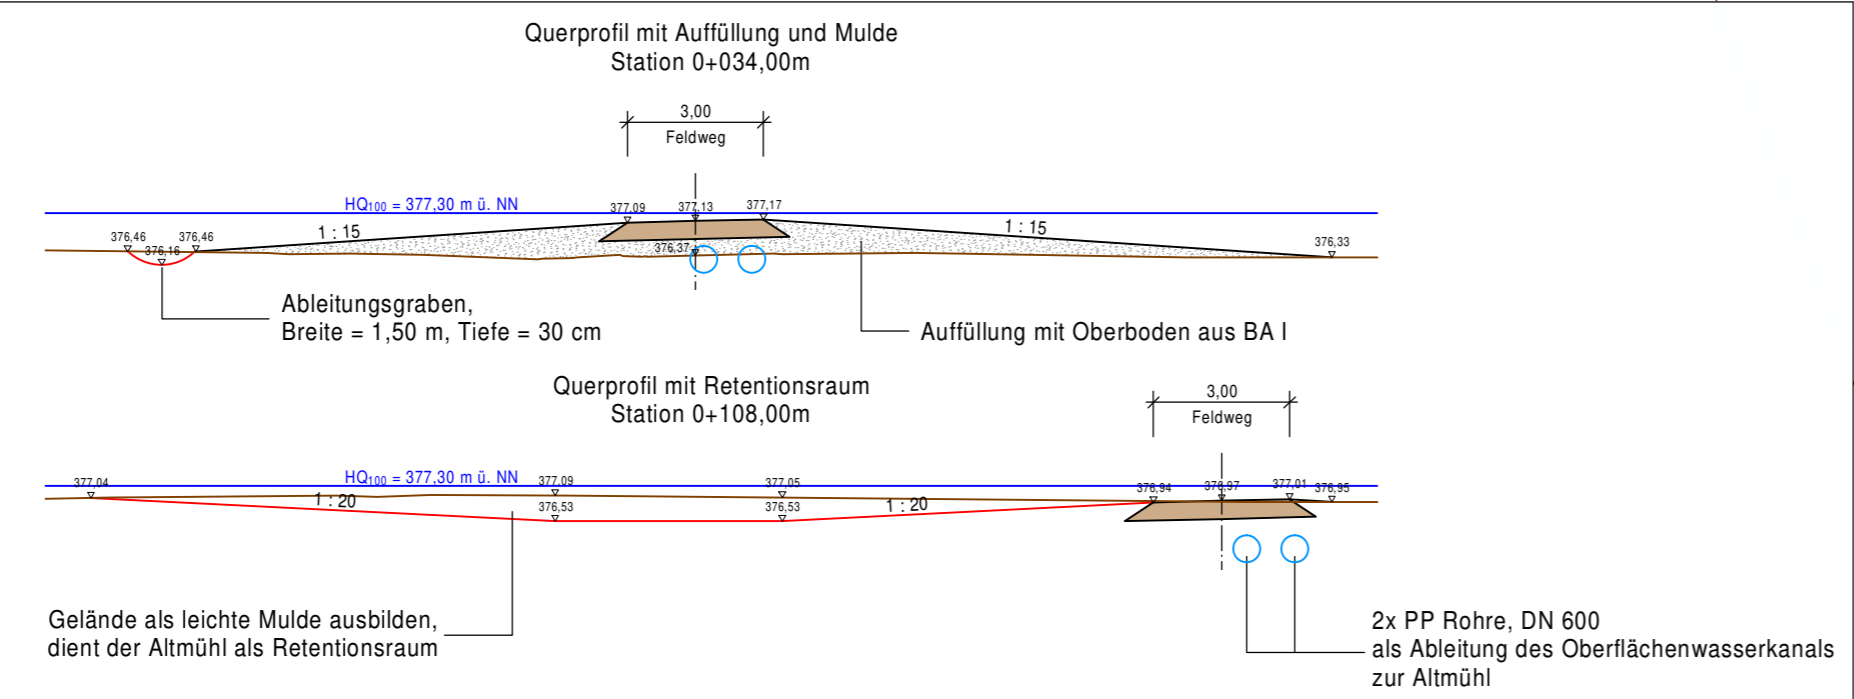 Querprofil mit Auffüllung und Mulde
Station 0+034,00m
3,00
Feldweg
HQ100 = 377,30 m ü. NN
377,09 377,13 377,17
1 : 15
1 : 15
376,46 376,16 376,46
376,37
376,33
Ableitungsgraben,
Breite = 1,50 m, Tiefe = 30 cm
Auffüllung mit Oberboden aus BA I
Querprofil mit Retentionsraum
Station 0+108,00m
3,00
Feldweg
HQ100 = 377,30 m ü. NN
377,04
377,09
377,05
376,94 376,97 377,01 376,95
1 : 20
376,53
376,53
1 : 20
Gelände als leichte Mulde ausbilden,
dient der Altmühl als Retentionsraum
2x PP Rohre, DN 600
als Ableitung des Oberflächenwasserkanals
zur Altmühl